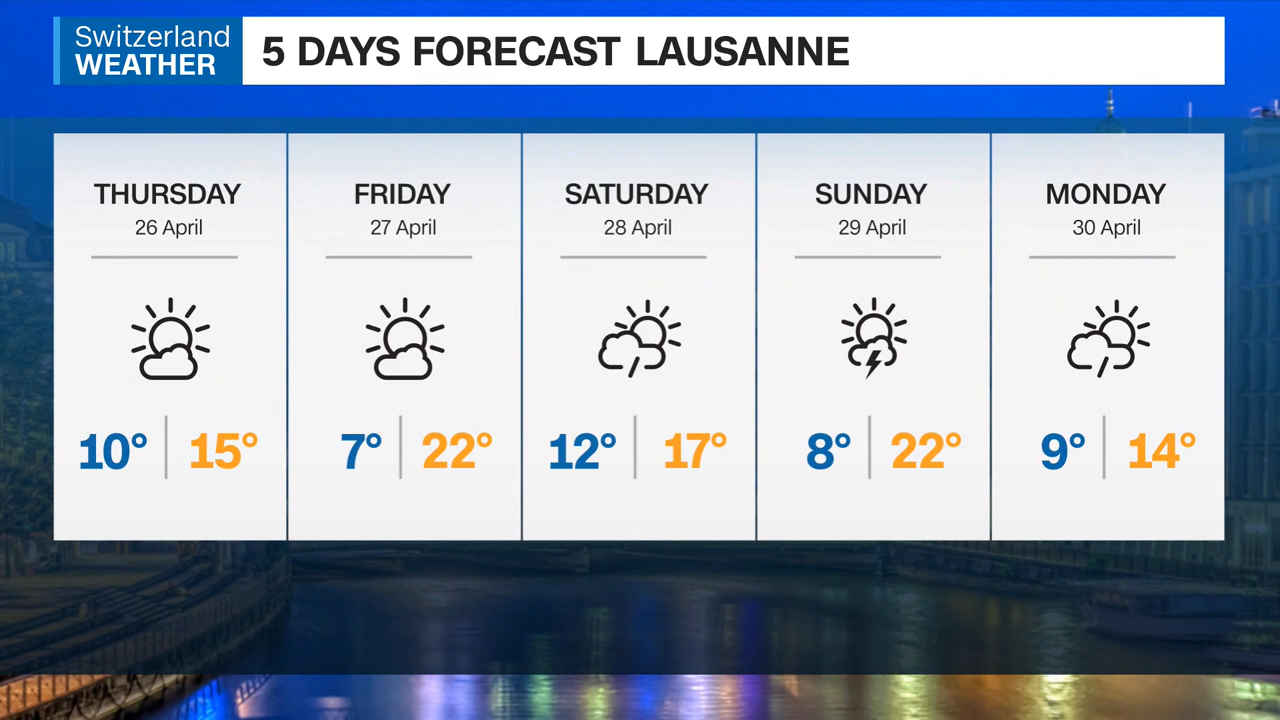 Switzerland
WEATHER
5 DAYS FORECAST LAUSANNE
THURSDAY
26 April
10° 15°
FRIDAY
27 April
7° 22°
SATURDAY
28 April
12° 17°
SUNDAY
29 April
8° 22°
MONDAY
30 April
9° 14°